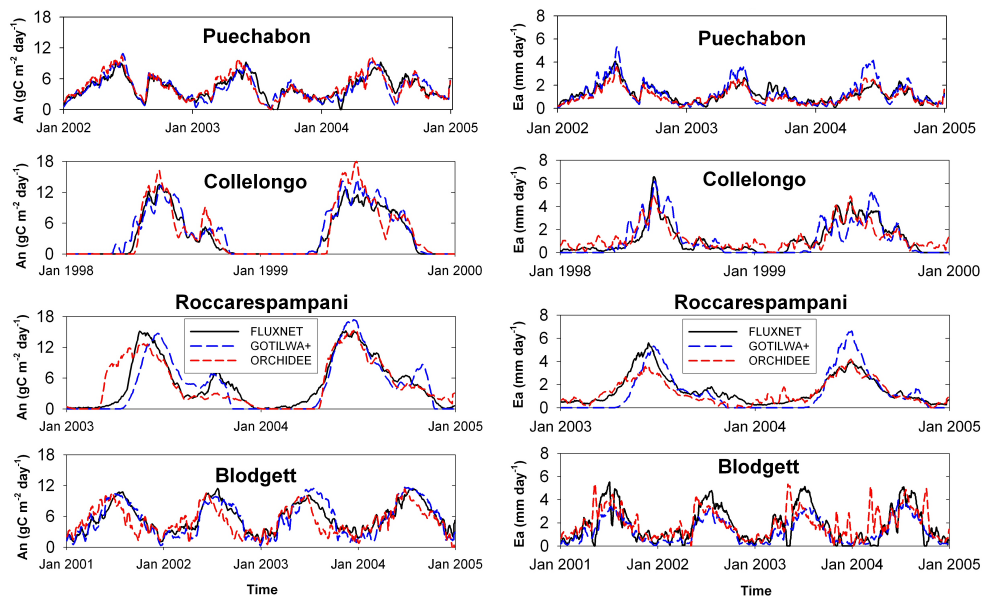 Puechabon
An (gC m⁻² day⁻¹)
18
12
6
0
Jan 2002
Jan 2003
Jan 2004
Jan 2005
Puechabon
Ea (mm day⁻¹)
8
6
4
2
0
Jan 2002
Jan 2003
Jan 2004
Jan 2005
Collelongo
An (gC m⁻² day⁻¹)
18
12
6
0
Jan 1998
Jan 1999
Jan 2000
Collelongo
Ea (mm day⁻¹)
8
6
4
2
0
Jan 1998
Jan 1999
Jan 2000
Roccarespampani
An (gC m⁻² day⁻¹)
18
12
6
0
FLUXNET
GOTILWA+
ORCHIDEE
Jan 2003
Jan 2004
Jan 2005
Roccarespampani
Ea (mm day⁻¹)
8
6
4
2
0
FLUXNET
GOTILWA+
ORCHIDEE
Jan 2003
Jan 2004
Jan 2005
Blodgett
An (gC m⁻² day⁻¹)
18
12
6
0
Jan 2001
Jan 2002
Jan 2003
Jan 2004
Jan 2005
Time
Blodgett
Ea (mm day⁻¹)
8
6
4
2
0
Jan 2001
Jan 2002
Jan 2003
Jan 2004
Jan 2005
Time